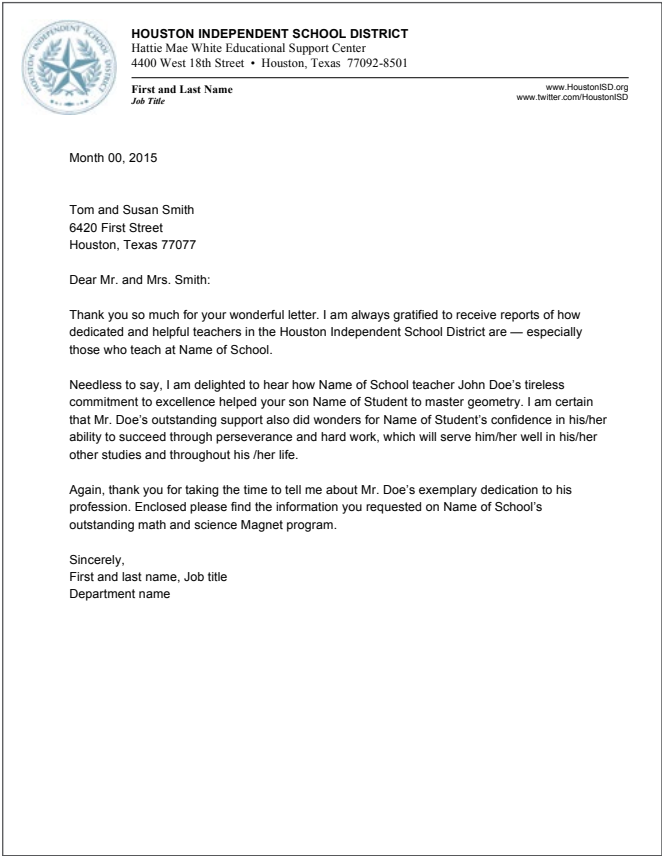 HOUSTON INDEPENDENT SCHOOL DISTRICT
HOUSTON INDEPENDENT SCHOOL DISTRICT
Hattie Mae White Educational Support Center
4400 West 18th Street • Houston, Texas 77092-8501
First and Last Name
Job Title
www.HoustonISD.org
www.twitter.com/HoustonISD
Month 00, 2015
Tom and Susan Smith
6420 First Street
Houston, Texas 77077
Dear Mr. and Mrs. Smith:
Thank you so much for your wonderful letter. I am always gratified to receive reports of how
dedicated and helpful teachers in the Houston Independent School District are — especially
those who teach at Name of School.
Needless to say, I am delighted to hear how Name of School teacher John Doe’s tireless
commitment to excellence helped your son Name of Student to master geometry. I am certain
that Mr. Doe’s outstanding support also did wonders for Name of Student’s confidence in his/her
ability to succeed through perseverance and hard work, which will serve him/her well in his/her
other studies and throughout his /her life.
Again, thank you for taking the time to tell me about Mr. Doe’s exemplary dedication to his
profession. Enclosed please find the information you requested on Name of School’s
outstanding math and science Magnet program.
Sincerely,
First and last name, Job title
Department name